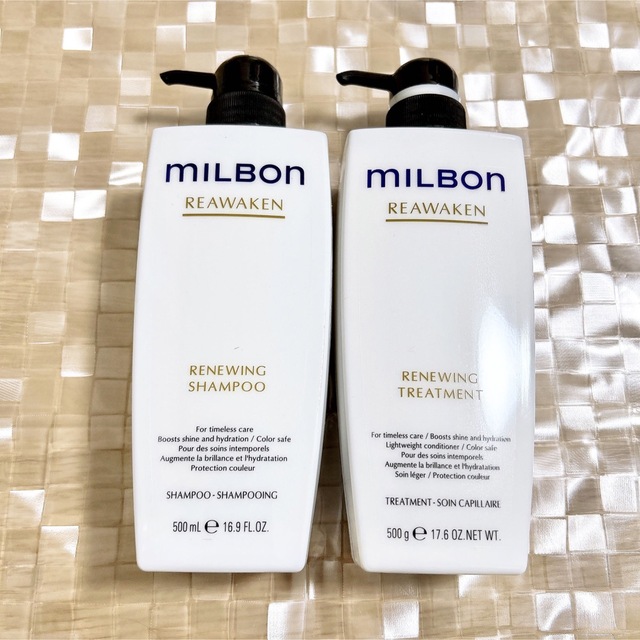 MILBON
REAWAKEN
RENEWING
SHAMPOO
For timeless care
Boosts shine and hydration / Color safe
Pour des soins intemporels
Augmente la brillance et l'hydratation
Protection couleur
SHAMPOO-SHAMPOOING
500 mL ℮ 16.9 FL.OZ.
MILBON
REAWAKEN
RENEWING
TREATMENT
For timeless care / Boosts shine and hydration
Lightweight conditioner / Color safe
Pour des soins intemporels
Augmente la brillance et l'hydratation
Soin léger / Protection couleur
TREATMENT-SOIN CAPILLAIRE
500 g ℮ 17.6 OZ.NET WT.